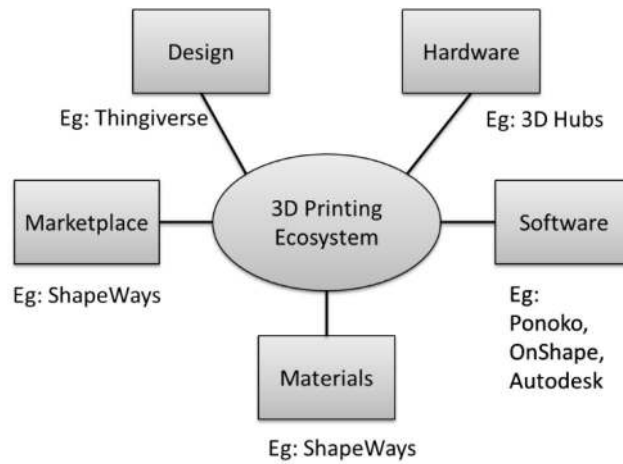 Design
Hardware
Eg: Thingiverse
Eg: 3D Hubs
Marketplace
3D Printing
Ecosystem
Software
Eg: ShapeWays
Eg:
Ponoko,
OnShape,
Autodesk
Materials
Eg: ShapeWays